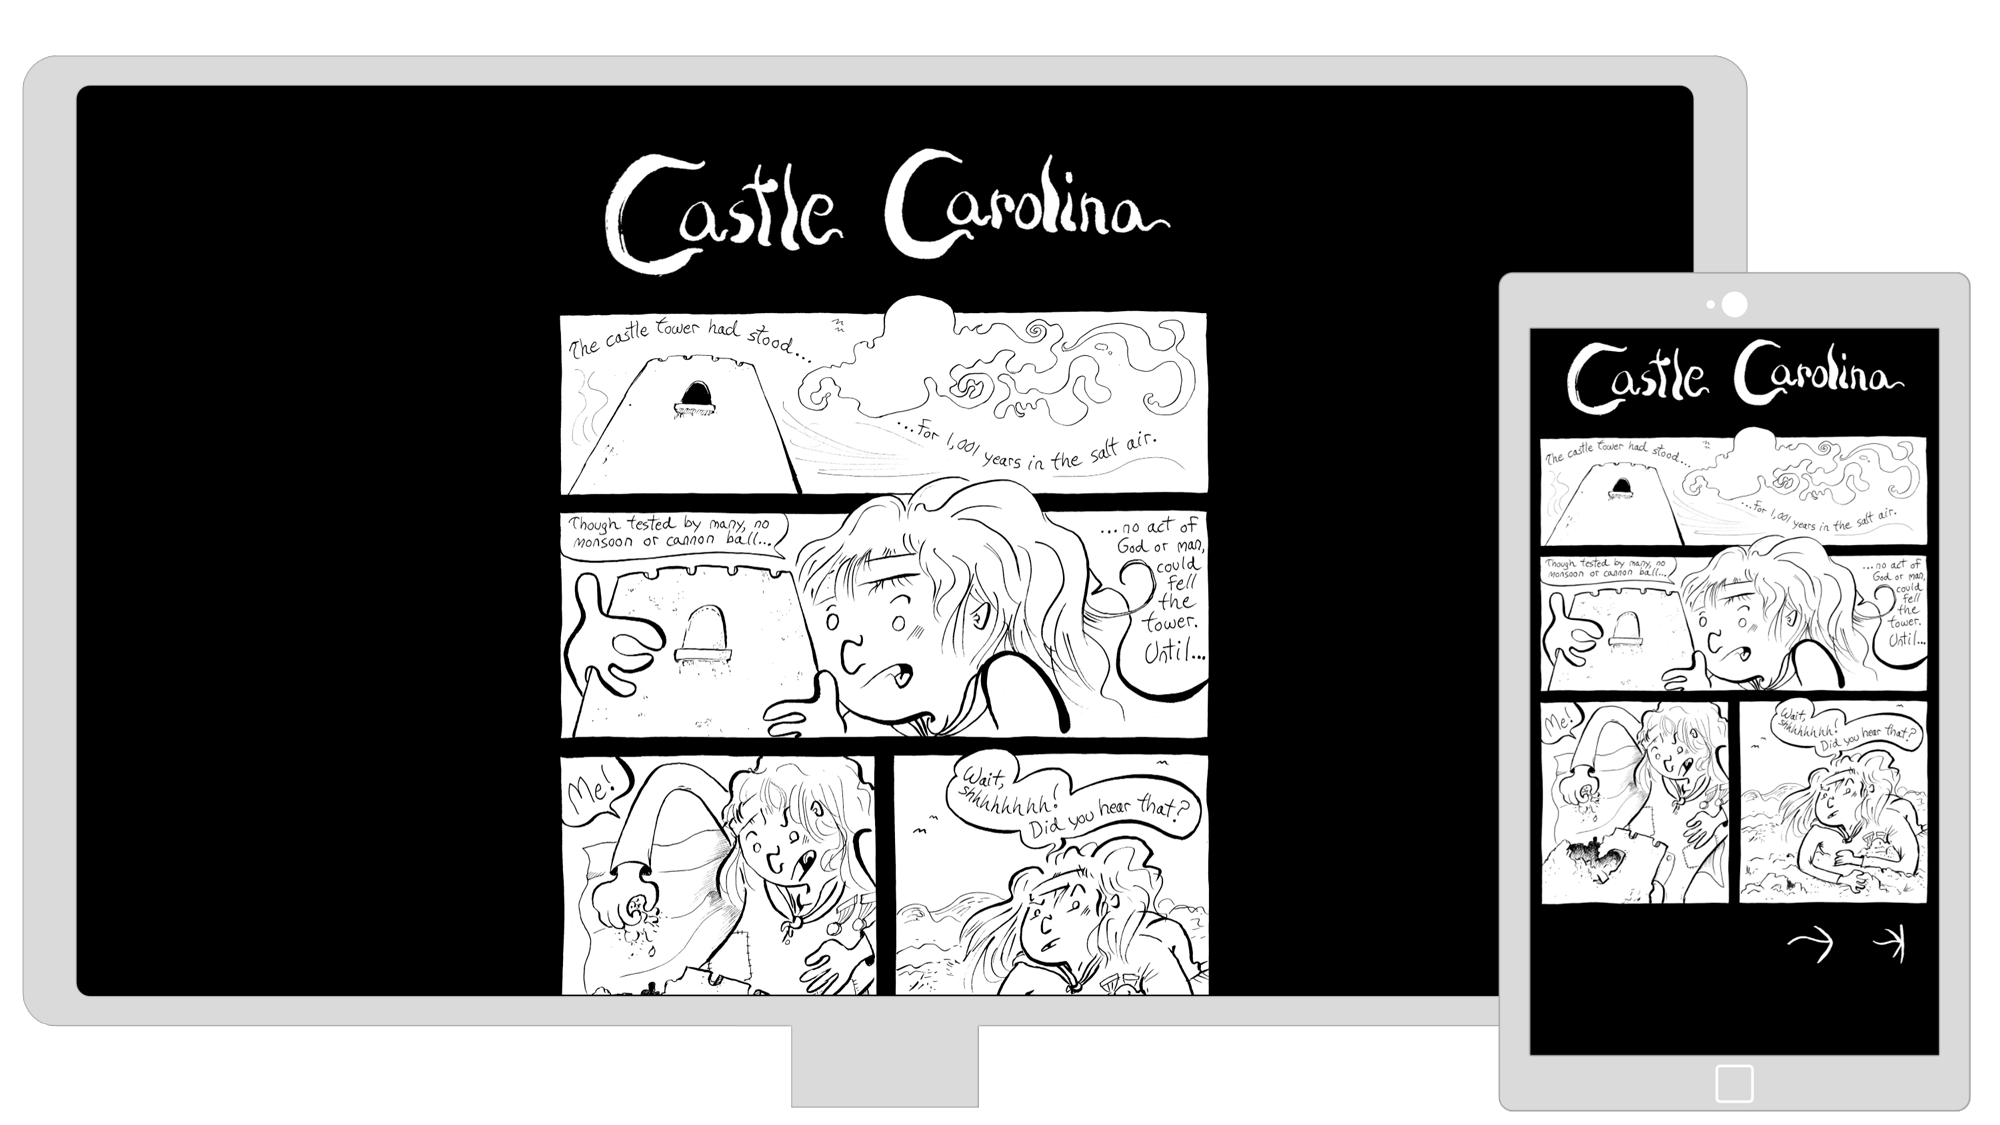 Castle Carolina
The castle tower had stood...
...For 1,001 years in the salt air.
Though tested by many, no
monsoon or cannon ball...
...no act of
God or man,
could
fell
the
tower.
Until...
Me!
Wait,
shhhhhhhh!
Did you hear that?
Castle Carolina
The castle tower had stood...
...For 1,001 years in the salt air.
Though tested by many, no
monsoon or cannon ball...
...no act of
God or man,
could
fell
the
tower.
Until...
Me!
Wait,
shhhhhhhh!
Did you hear that?